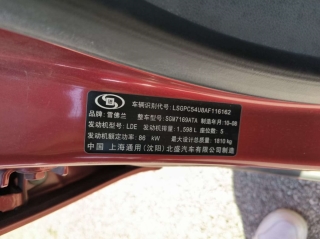 车辆识别代号: LSGPC54U8AF116162
品牌: 雪佛兰 整车型号: SGM7169ATA 制造年月: 10-08
发动机型号: LDE 发动机排量: 1.598 L 座位数: 5
发动机额定功率: 86 kW 最大设计总质量: 1810 kg
中国 上海通用(沈阳)北盛汽车有限公司制造